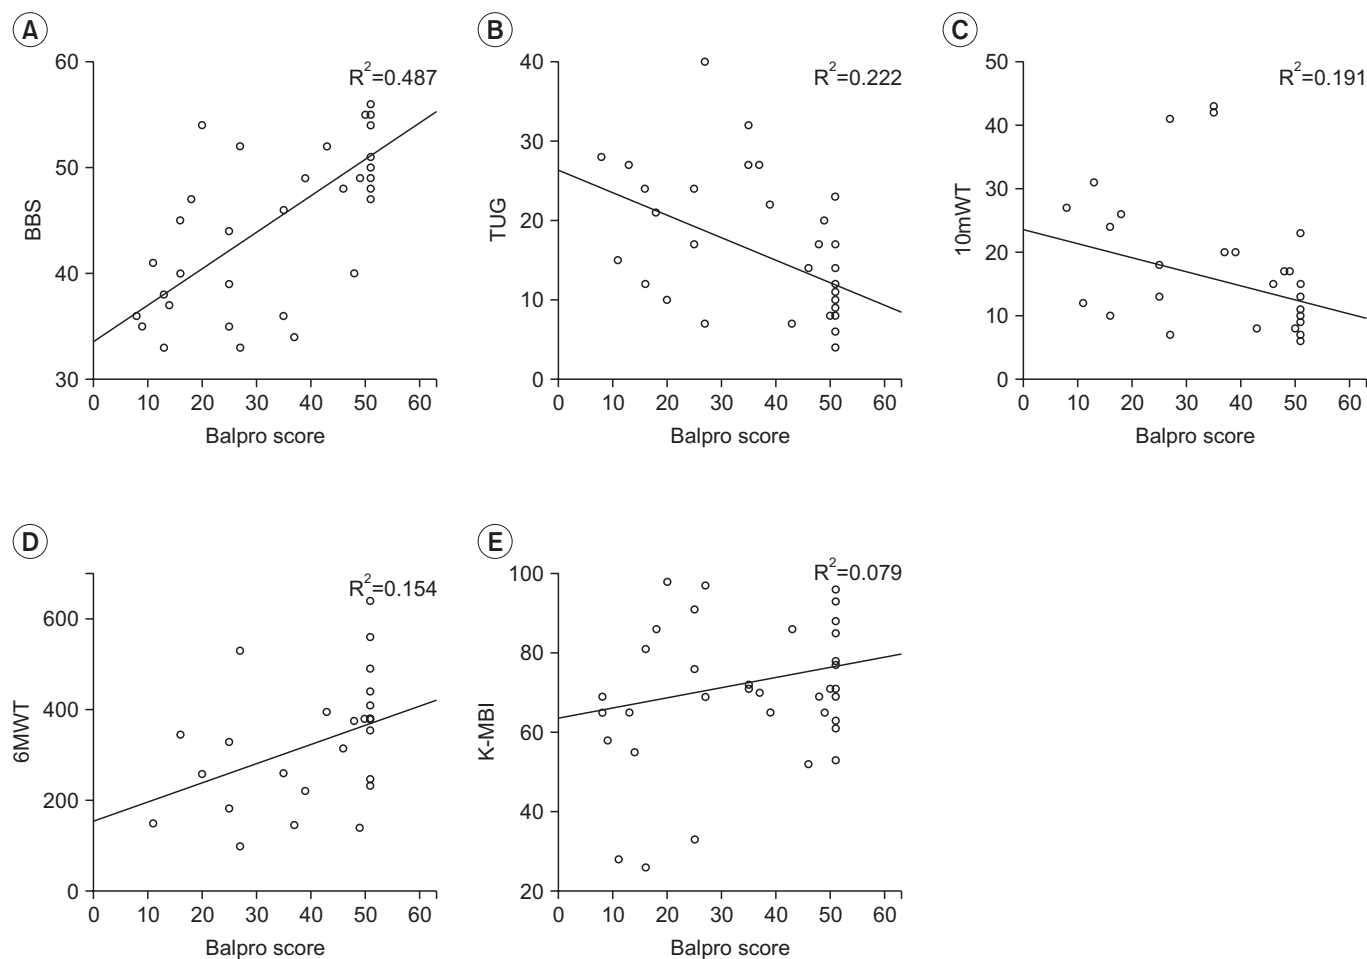 A
R²=0.487
60
50
40
30
BBS
0 10 20 30 40 50 60
Balpro score
B
R²=0.222
40
30
20
10
0
TUG
0 10 20 30 40 50 60
Balpro score
C
R²=0.191
50
40
30
20
10
0
10mWT
0 10 20 30 40 50 60
Balpro score
D
R²=0.154
600
400
200
0
6MWT
0 10 20 30 40 50 60
Balpro score
E
R²=0.079
100
80
60
40
20
K-MBI
0 10 20 30 40 50 60
Balpro score